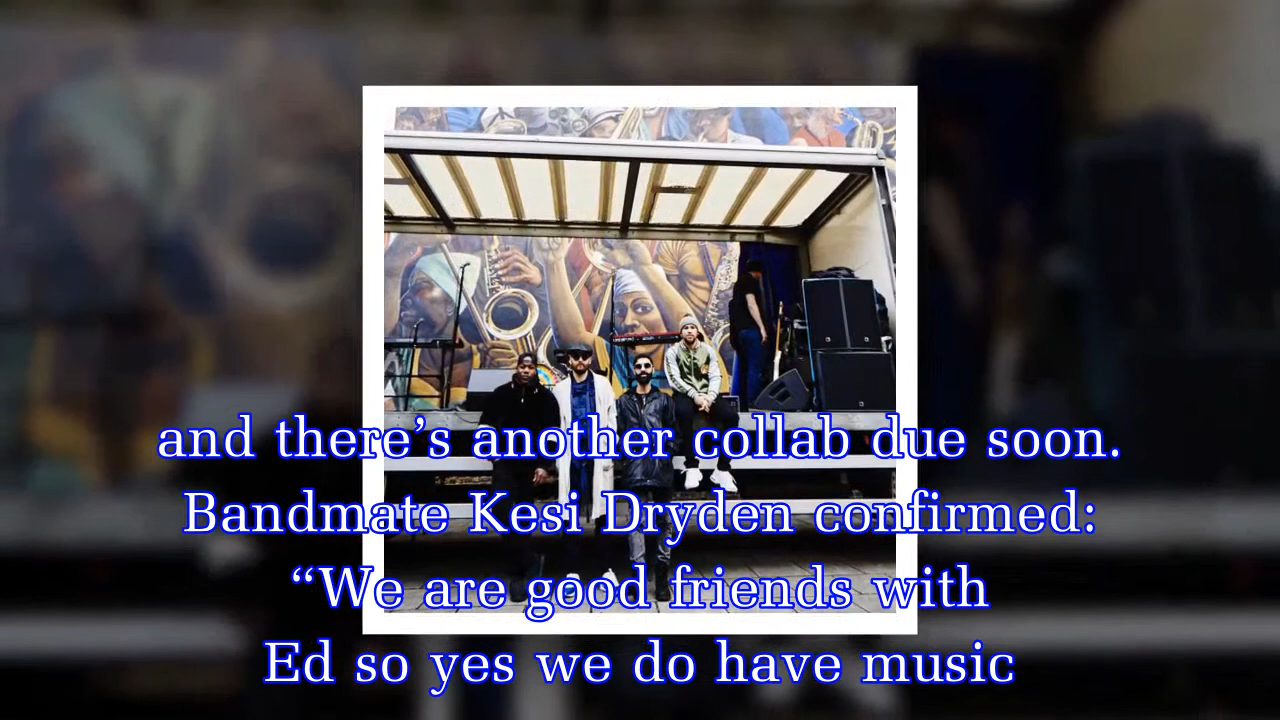 and there’s another collab due soon.
Bandmate Kesi Dryden confirmed:
“We are good friends with
Ed so yes we do have music